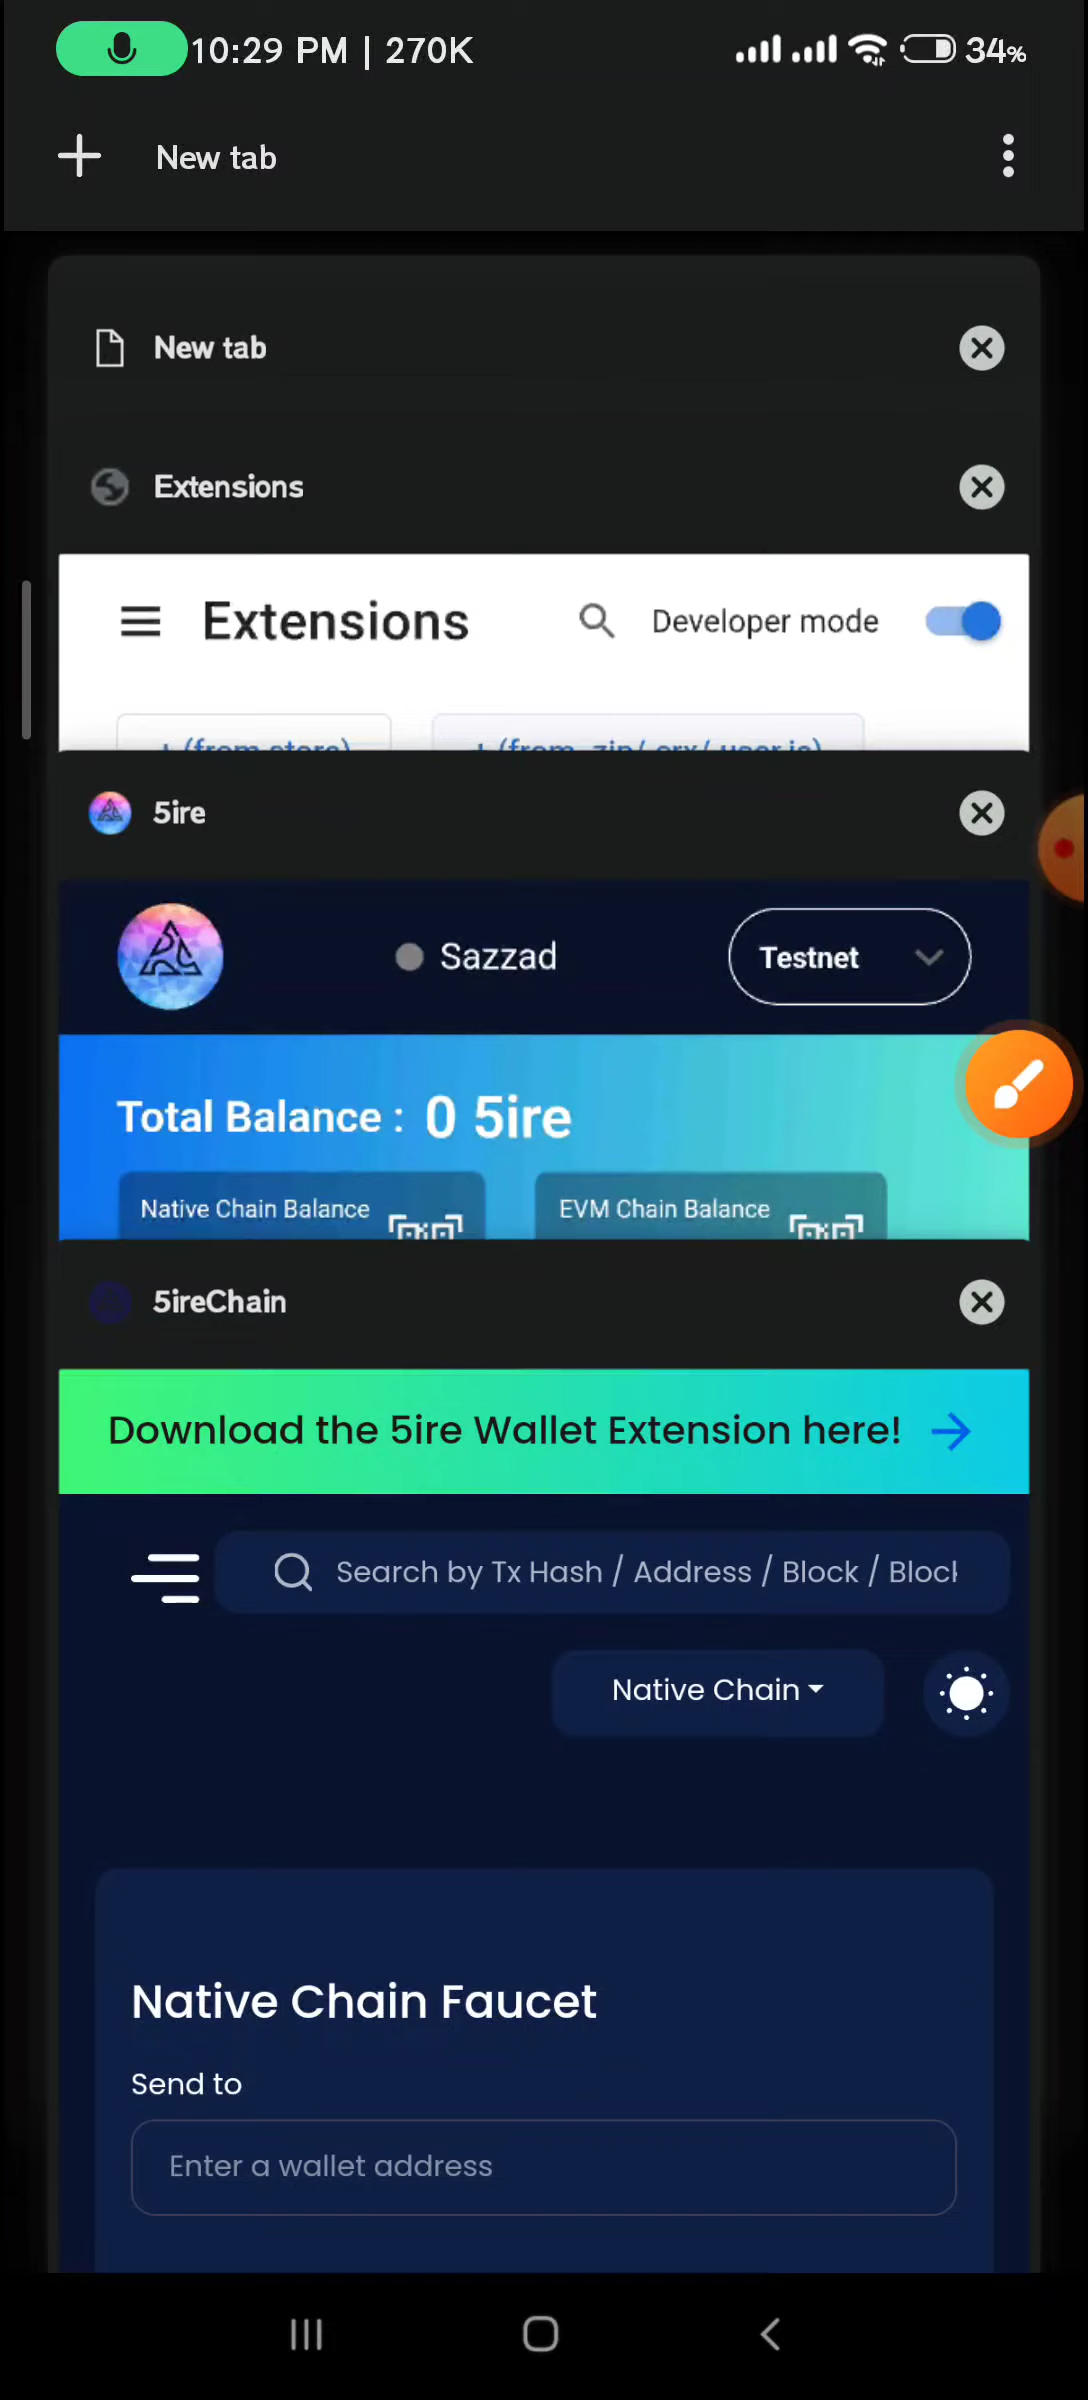 10:29 PM | 270K
34%
New tab
New tab
Extensions
Extensions
Developer mode
+ (from store)
+ (from .zip/.crx/.user.js)
5ire
Sazzad
Testnet
Total Balance : 0 5ire
Native Chain Balance
EVM Chain Balance
5ireChain
Download the 5ire Wallet Extension here!
Search by Tx Hash / Address / Block / Block
Native Chain
Native Chain Faucet
Send to
Enter a wallet address